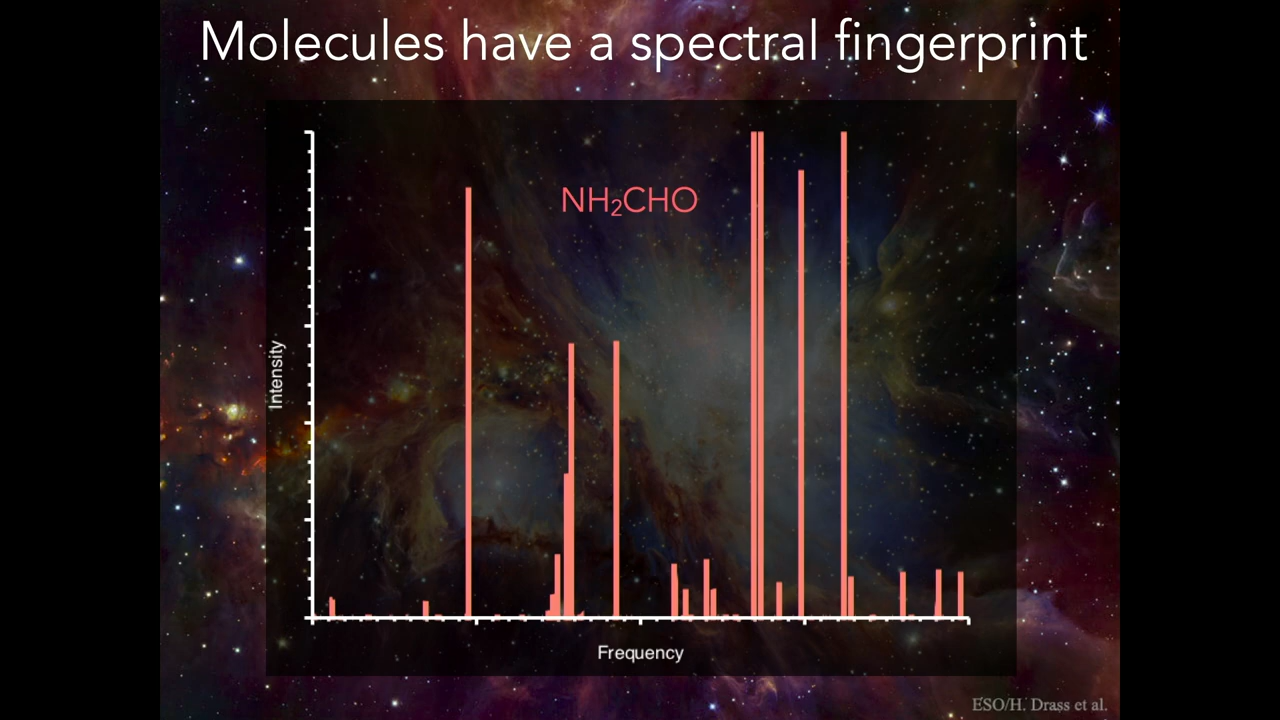 Molecules have a spectral fingerprint
NH₂CHO
Intensity
Frequency
ESO/H. Drass et al.